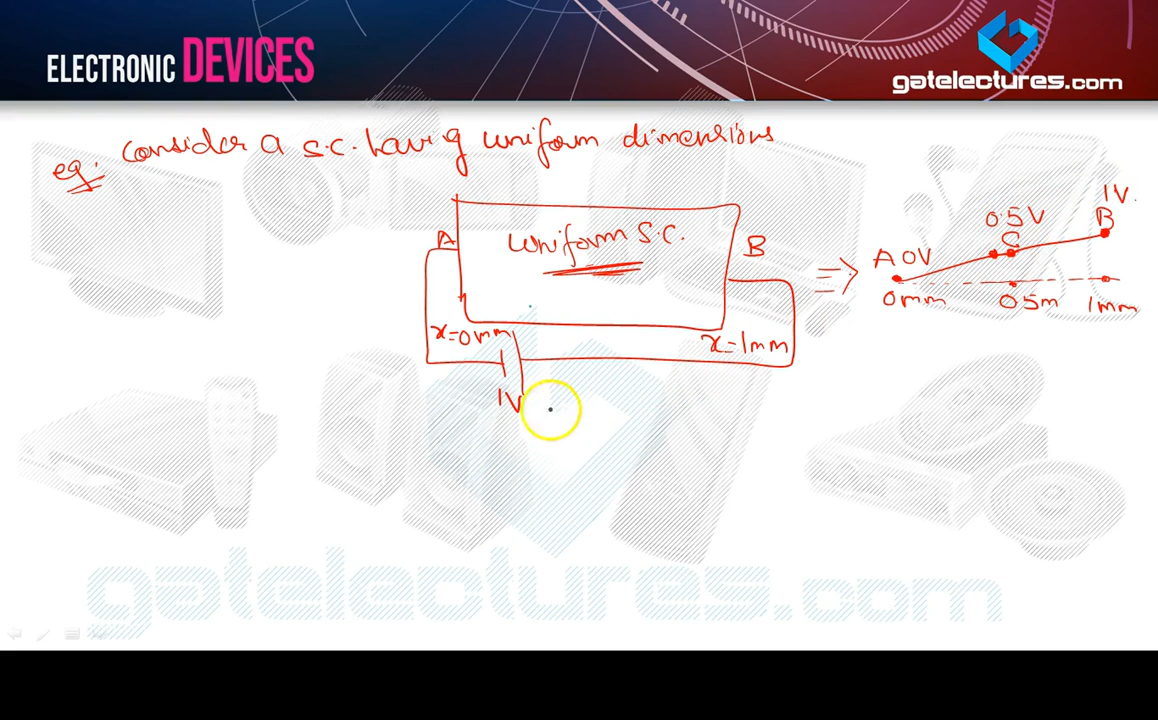 ELECTRONIC DEVICES
gatelectures.com
eg: Consider a s.c. having uniform dimensions
A
uniform s.c.
B
x=0mm
x=1mm
1V
1V.
0.5V
B
C
A 0V
0mm
0.5m
1mm
gatelectures.com